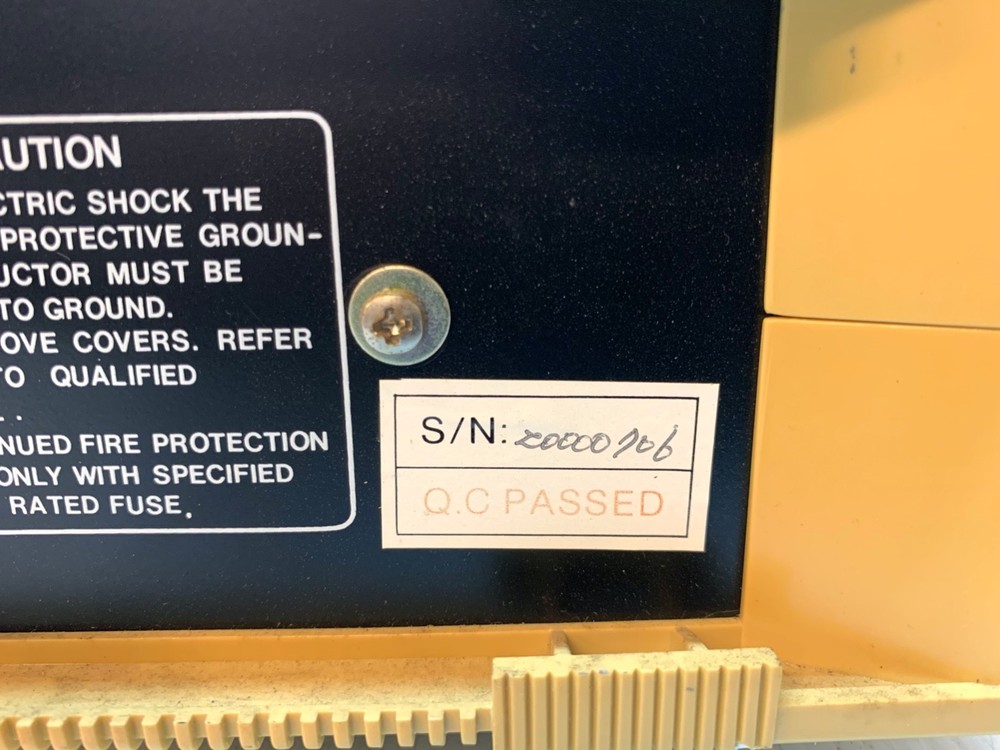 AUTION
CTRIC SHOCK THE
PROTECTIVE GROUN-
UCTOR MUST BE
TO GROUND.
OVE COVERS. REFER
TO QUALIFIED
. .
NUED FIRE PROTECTION
ONLY WITH SPECIFIED
RATED FUSE.
S/N: 20000706
Q.C PASSED